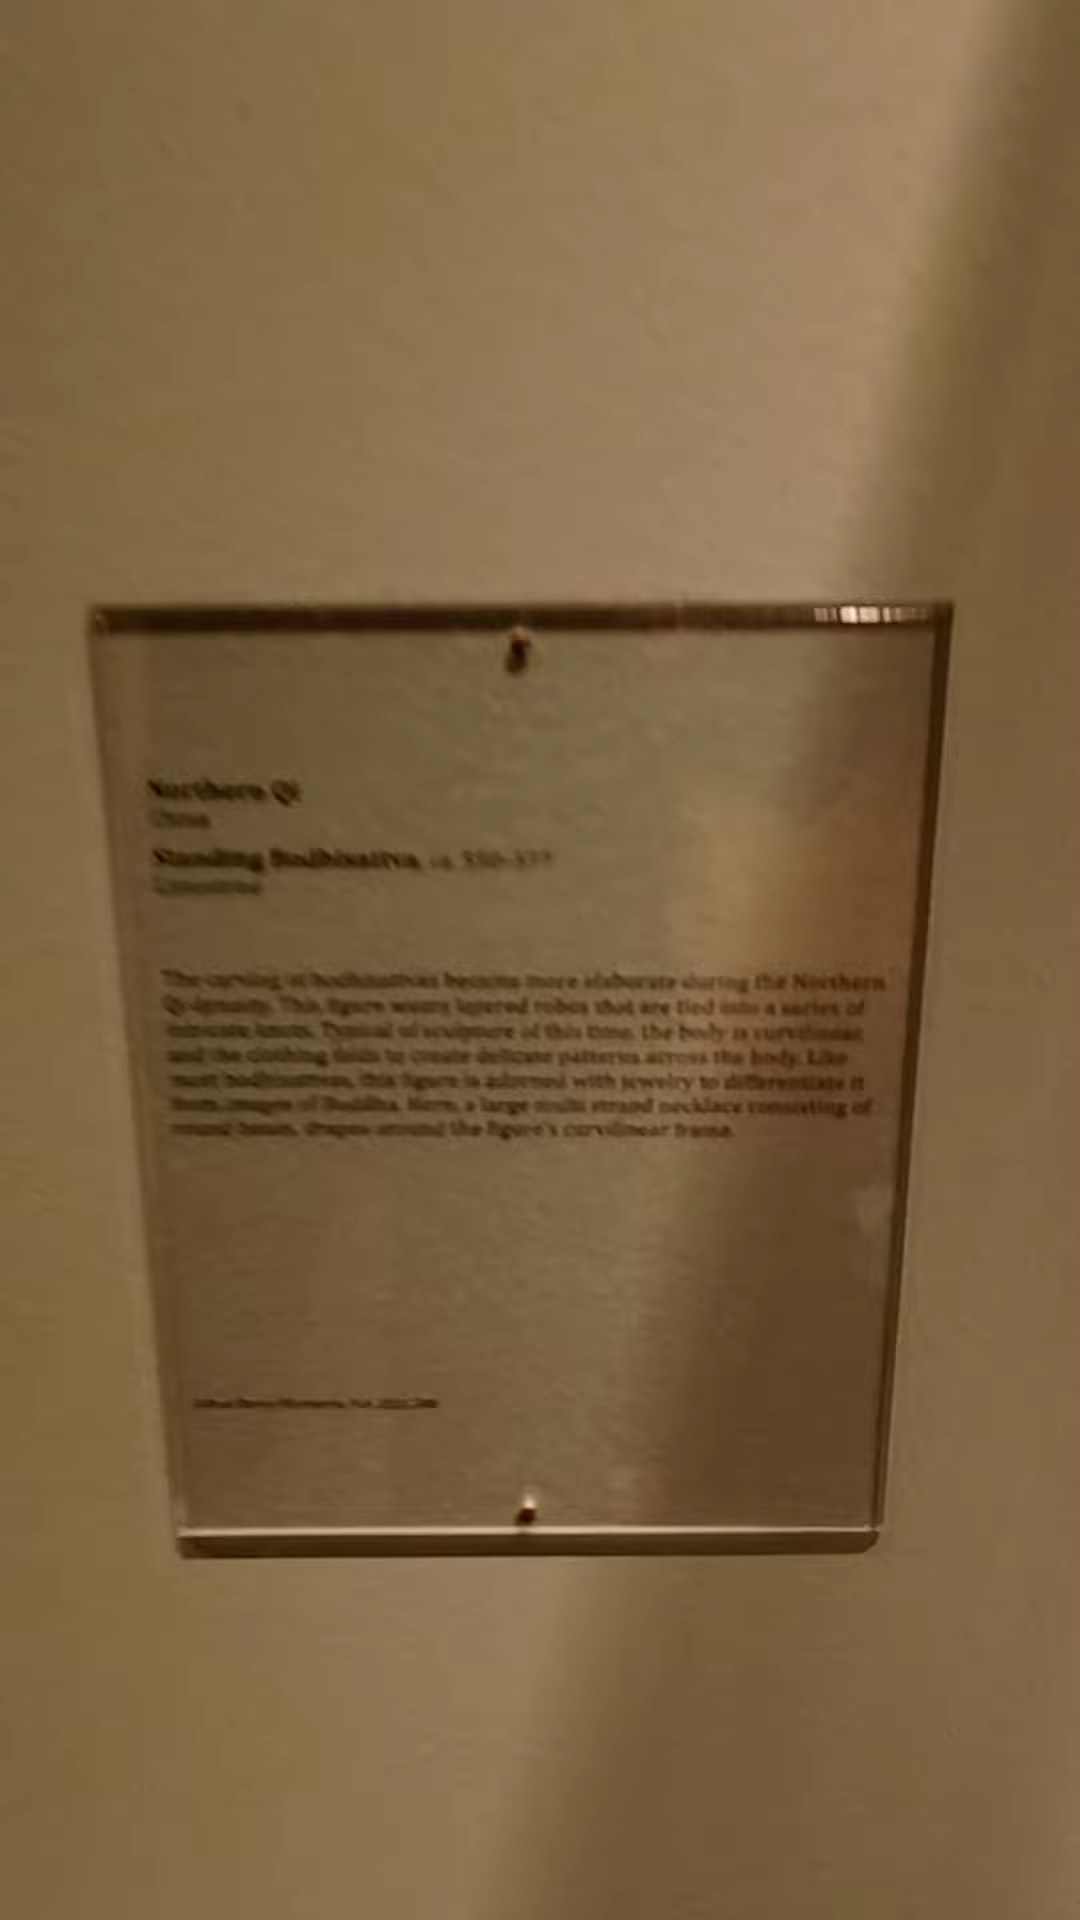 Northern Qi
China
Standing Bodhisattva, ca. 550–577
Limestone
The carving of bodhisattvas became more elaborate during the Northern
Qi dynasty. This figure wears layered robes that are tied into a series of
intricate knots. Typical of sculpture of this time, the body is curvilinear,
and the clothing folds to create delicate patterns across the body. Like
most bodhisattvas, this figure is adorned with jewelry to differentiate it
from images of Buddha. Here, a large multi strand necklace consisting of
round beads, drapes around the figure's curvilinear frame.